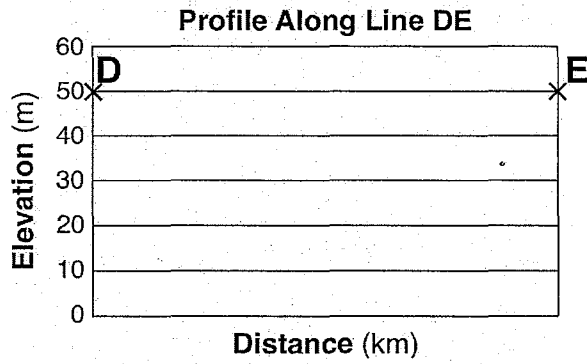 Profile Along Line DE
60
D
E
50
40
30
20
10
0
Elevation (m)
Distance (km)